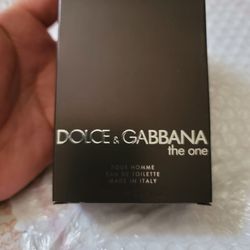 DOLCE & GABBANA
the one
POUR HOMME
EAU DE TOILETTE
MADE IN ITALY